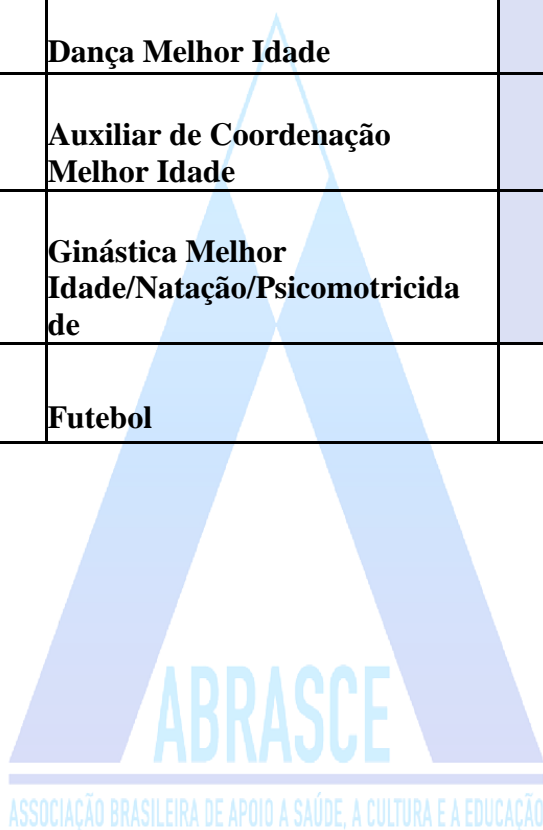 Dança Melhor Idade
Auxiliar de Coordenação
Melhor Idade
Ginástica Melhor
Idade/Natação/Psicomotricida
de
Futebol
ABRASCE
ASSOCIAÇÃO BRASILEIRA DE APOIO A SAÚDE, A CULTURA E A EDUCAÇÃO